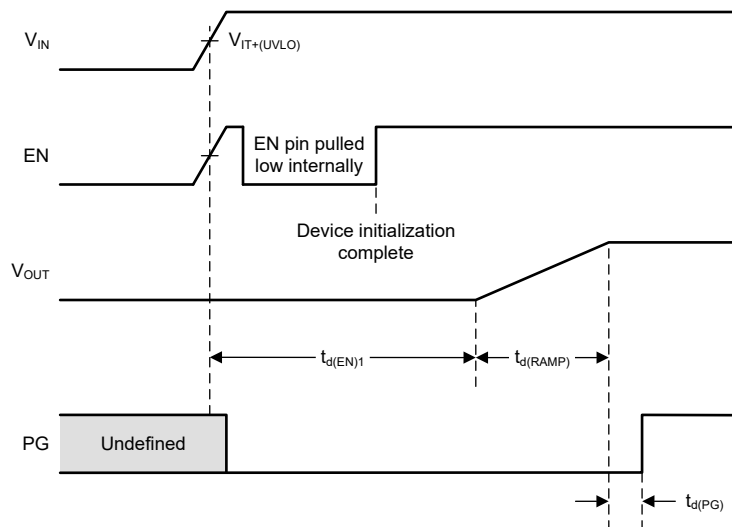 VIN
VIT+(UVLO)
EN
EN pin pulled
low internally
Device initialization
complete
VOUT
td(EN)1
td(RAMP)
PG
Undefined
td(PG)